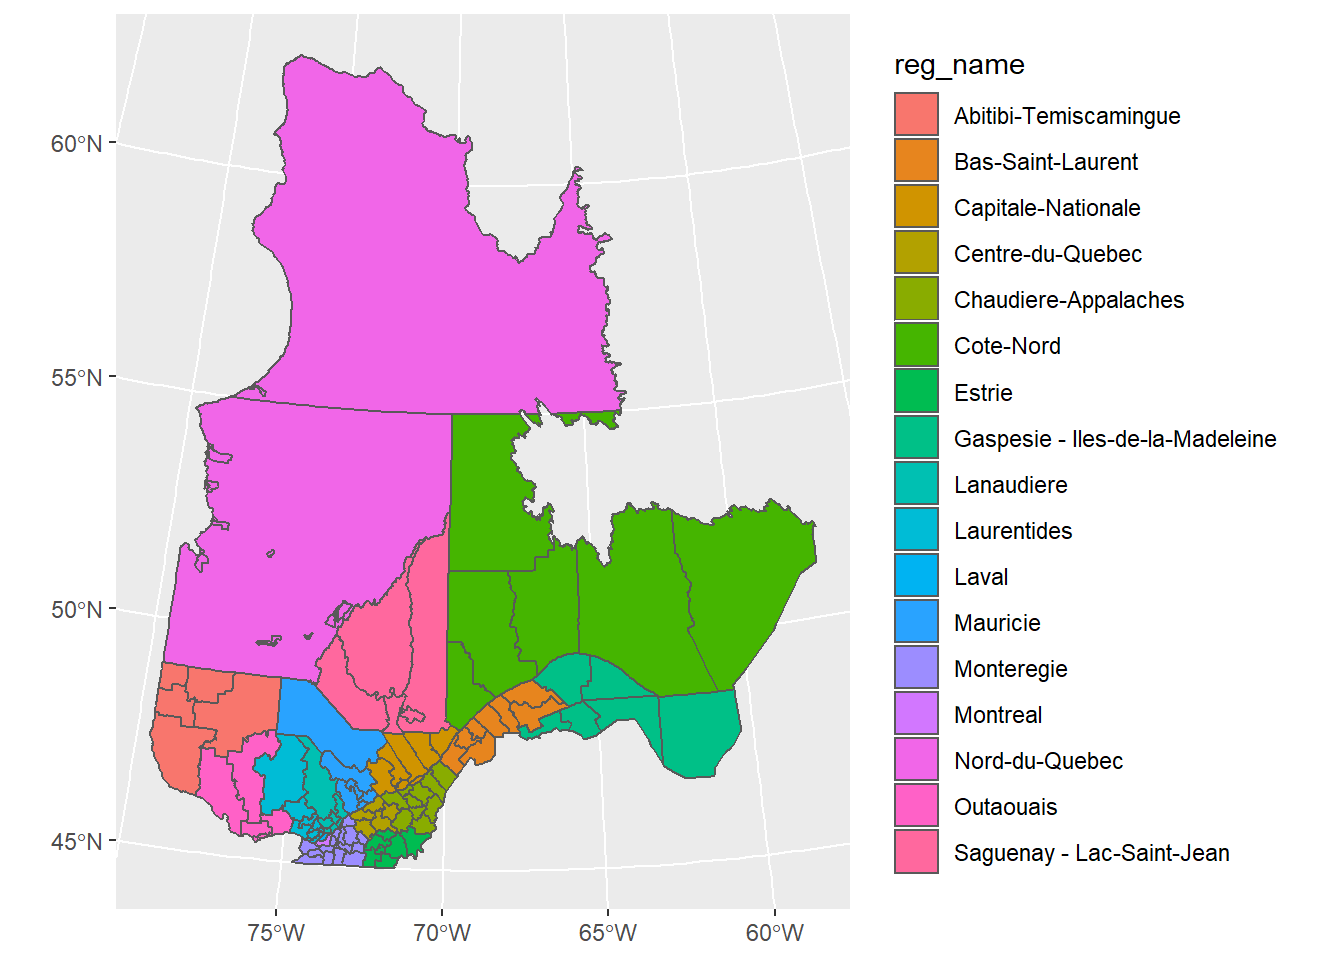 reg_name
Abitibi-Temiscamingue
Bas-Saint-Laurent
Capitale-Nationale
Centre-du-Quebec
Chaudiere-Appalaches
Cote-Nord
Estrie
Gaspesie - Iles-de-la-Madeleine
Lanaudiere
Laurentides
Laval
Mauricie
Monteregie
Montreal
Nord-du-Quebec
Outaouais
Saguenay - Lac-Saint-Jean
60°N
55°N
50°N
45°N
75°W
70°W
65°W
60°W